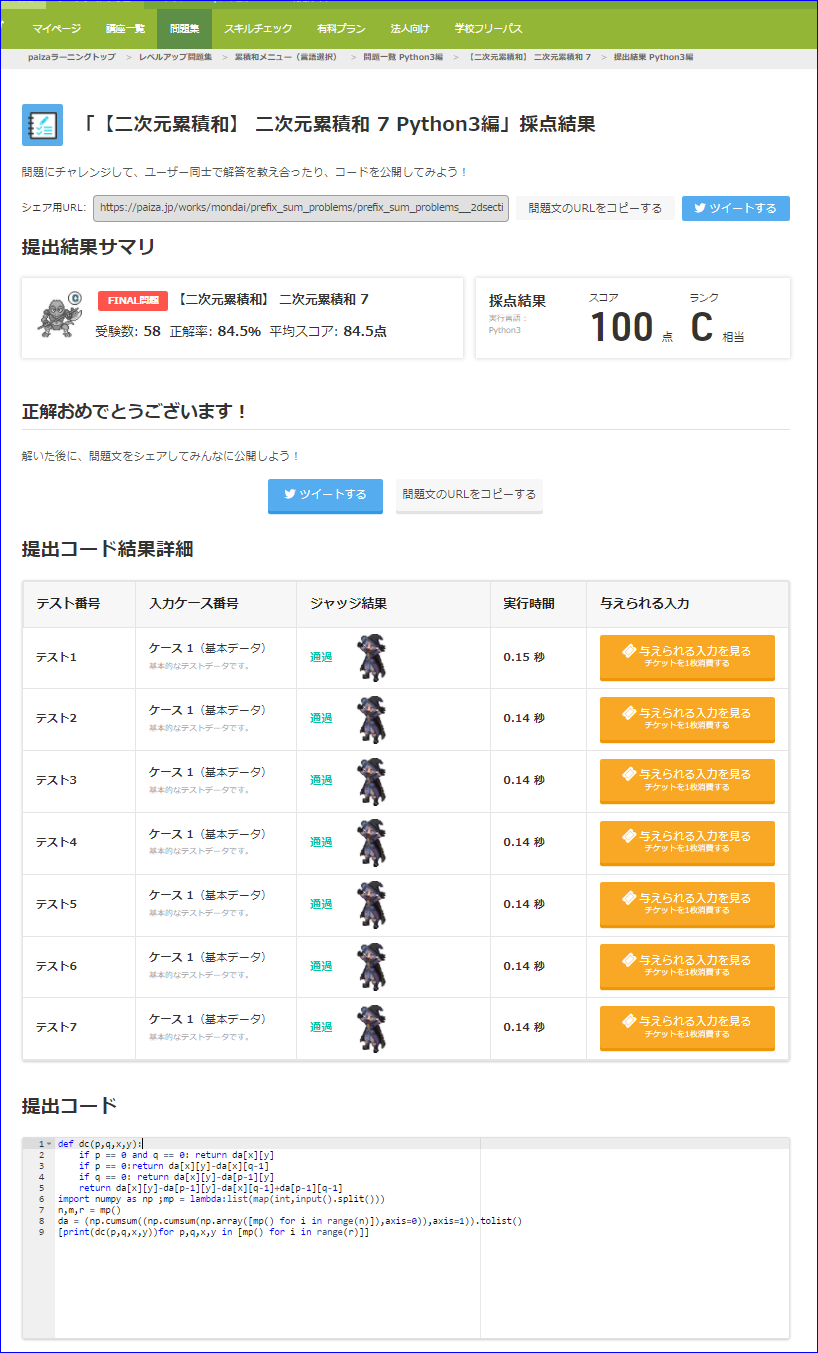 マイページ 講座一覧 問題集 スキルチェック 有料プラン 法人向け 学校フリーパス
paizaラーニングトップ > レベルアップ問題集 > 累積和メニュー（言語選択） > 問題一覧 Python3編 > 【二次元累積和】 二次元累積和 7 > 提出結果 Python3編
「【二次元累積和】 二次元累積和 7 Python3編」採点結果
問題にチャレンジして、ユーザー同士で解答を教え合ったり、コードを公開してみよう！
シェア用URL: https://paiza.jp/works/mondai/prefix_sum_problems/prefix_sum_problems__2dsecti 問題文のURLをコピーする ツイートする
提出結果サマリ
C FINAL問題 【二次元累積和】 二次元累積和 7
受験数: 58 正解率: 84.5% 平均スコア: 84.5点
採点結果 スコア ランク
実行言語：
Python3
100 点 C 相当
正解おめでとうございます！
解いた後に、問題文をシェアしてみんなに公開しよう！
ツイートする 問題文のURLをコピーする
提出コード結果詳細
テスト番号 入力ケース番号 ジャッジ結果 実行時間 与えられる入力
テスト1 ケース 1（基本データ） 通過 0.15 秒 与えられる入力を見る
基本的なテストデータです。 チケットを1枚消費する
テスト2 ケース 1（基本データ） 通過 0.14 秒 与えられる入力を見る
基本的なテストデータです。 チケットを1枚消費する
テスト3 ケース 1（基本データ） 通過 0.14 秒 与えられる入力を見る
基本的なテストデータです。 チケットを1枚消費する
テスト4 ケース 1（基本データ） 通過 0.14 秒 与えられる入力を見る
基本的なテストデータです。 チケットを1枚消費する
テスト5 ケース 1（基本データ） 通過 0.14 秒 与えられる入力を見る
基本的なテストデータです。 チケットを1枚消費する
テスト6 ケース 1（基本データ） 通過 0.14 秒 与えられる入力を見る
基本的なテストデータです。 チケットを1枚消費する
テスト7 ケース 1（基本データ） 通過 0.14 秒 与えられる入力を見る
基本的なテストデータです。 チケットを1枚消費する
提出コード
1 def dc(p,q,x,y):
2     if p == 0 and q == 0: return da[x][y]
3     if p == 0:return da[x][y]-da[x][q-1]
4     if q == 0: return da[x][y]-da[p-1][y]
5     return da[x][y]-da[p-1][y]-da[x][q-1]+da[p-1][q-1]
6 import numpy as np ;mp = lambda:list(map(int,input().split()))
7 n,m,r = mp()
8 da = (np.cumsum((np.cumsum(np.array([mp() for i in range(n)]),axis=0)),axis=1)).tolist()
9 [print(dc(p,q,x,y))for p,q,x,y in [mp() for i in range(r)]]